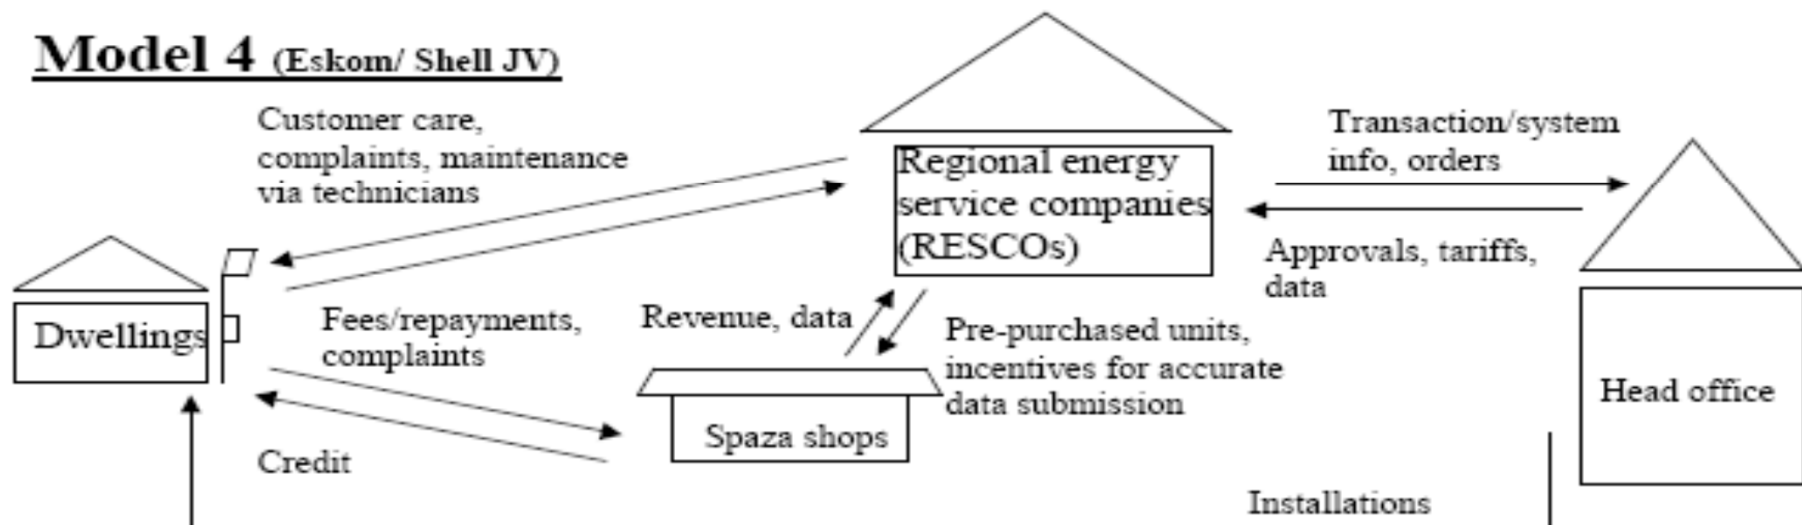 Model 4 (Eskom/ Shell JV)
Customer care,
complaints, maintenance
via technicians
Regional energy
service companies
(RESCOs)
Transaction/system
info, orders
Approvals, tariffs,
data
Dwellings
Fees/repayments,
complaints
Revenue, data
Pre-purchased units,
incentives for accurate
data submission
Head office
Spaza shops
Credit
Installations